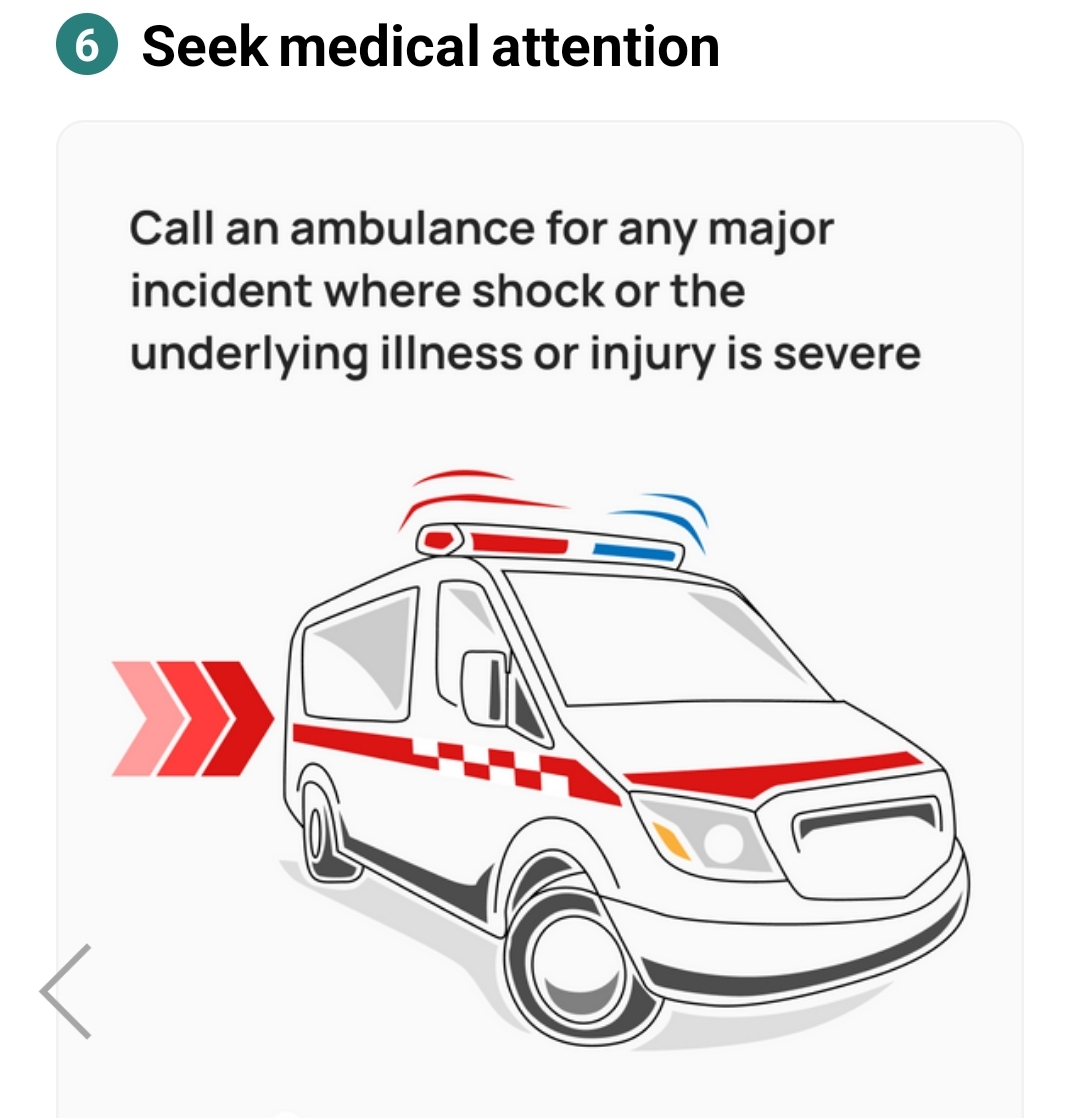 6 Seek medical attention
Call an ambulance for any major
incident where shock or the
underlying illness or injury is severe